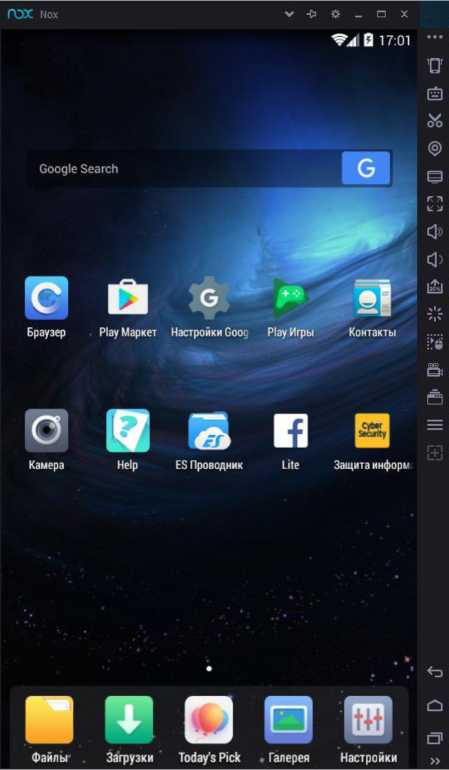 nox Nox
17:01
Google Search
G
Браузер
Play Маркет
Настройки Goog
Play Игры
Контакты
Cyber
Security
Камера
Help
ES Проводник
Lite
Защита информ
Файлы
Загрузки
Today's Pick
Галерея
Настройки